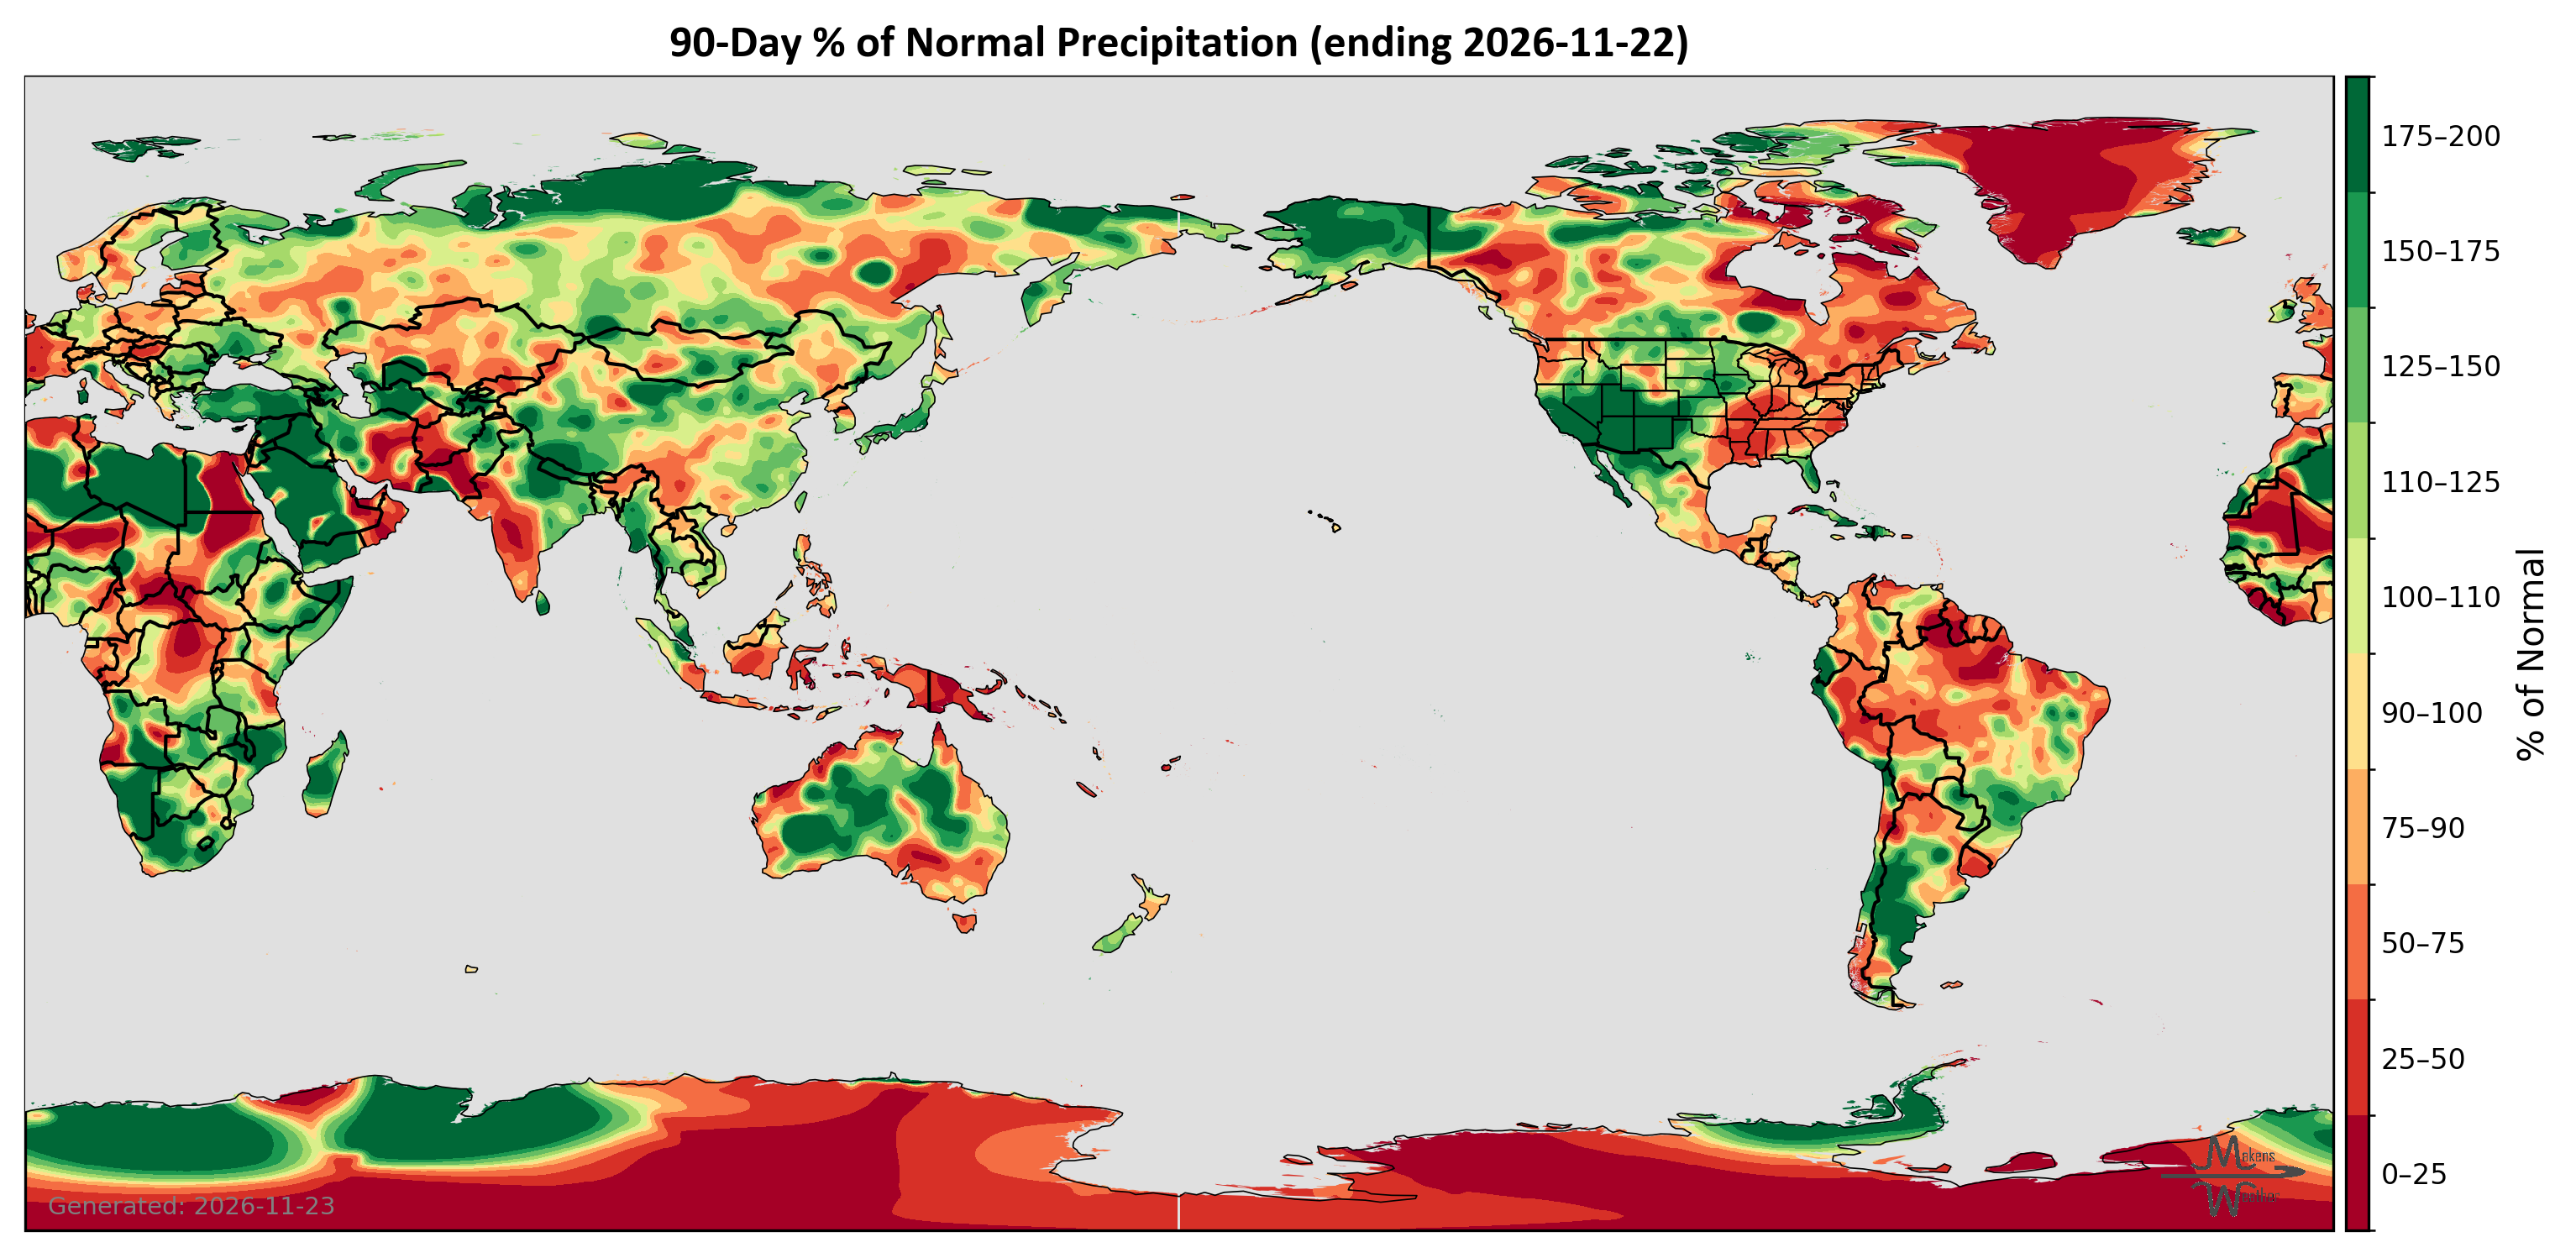 90-Day % of Normal Precipitation (ending 2026-11-22)
175–200
150–175
125–150
110–125
100–110
90–100
75–90
50–75
25–50
0–25
% of Normal
Generated: 2026-11-23
Makens